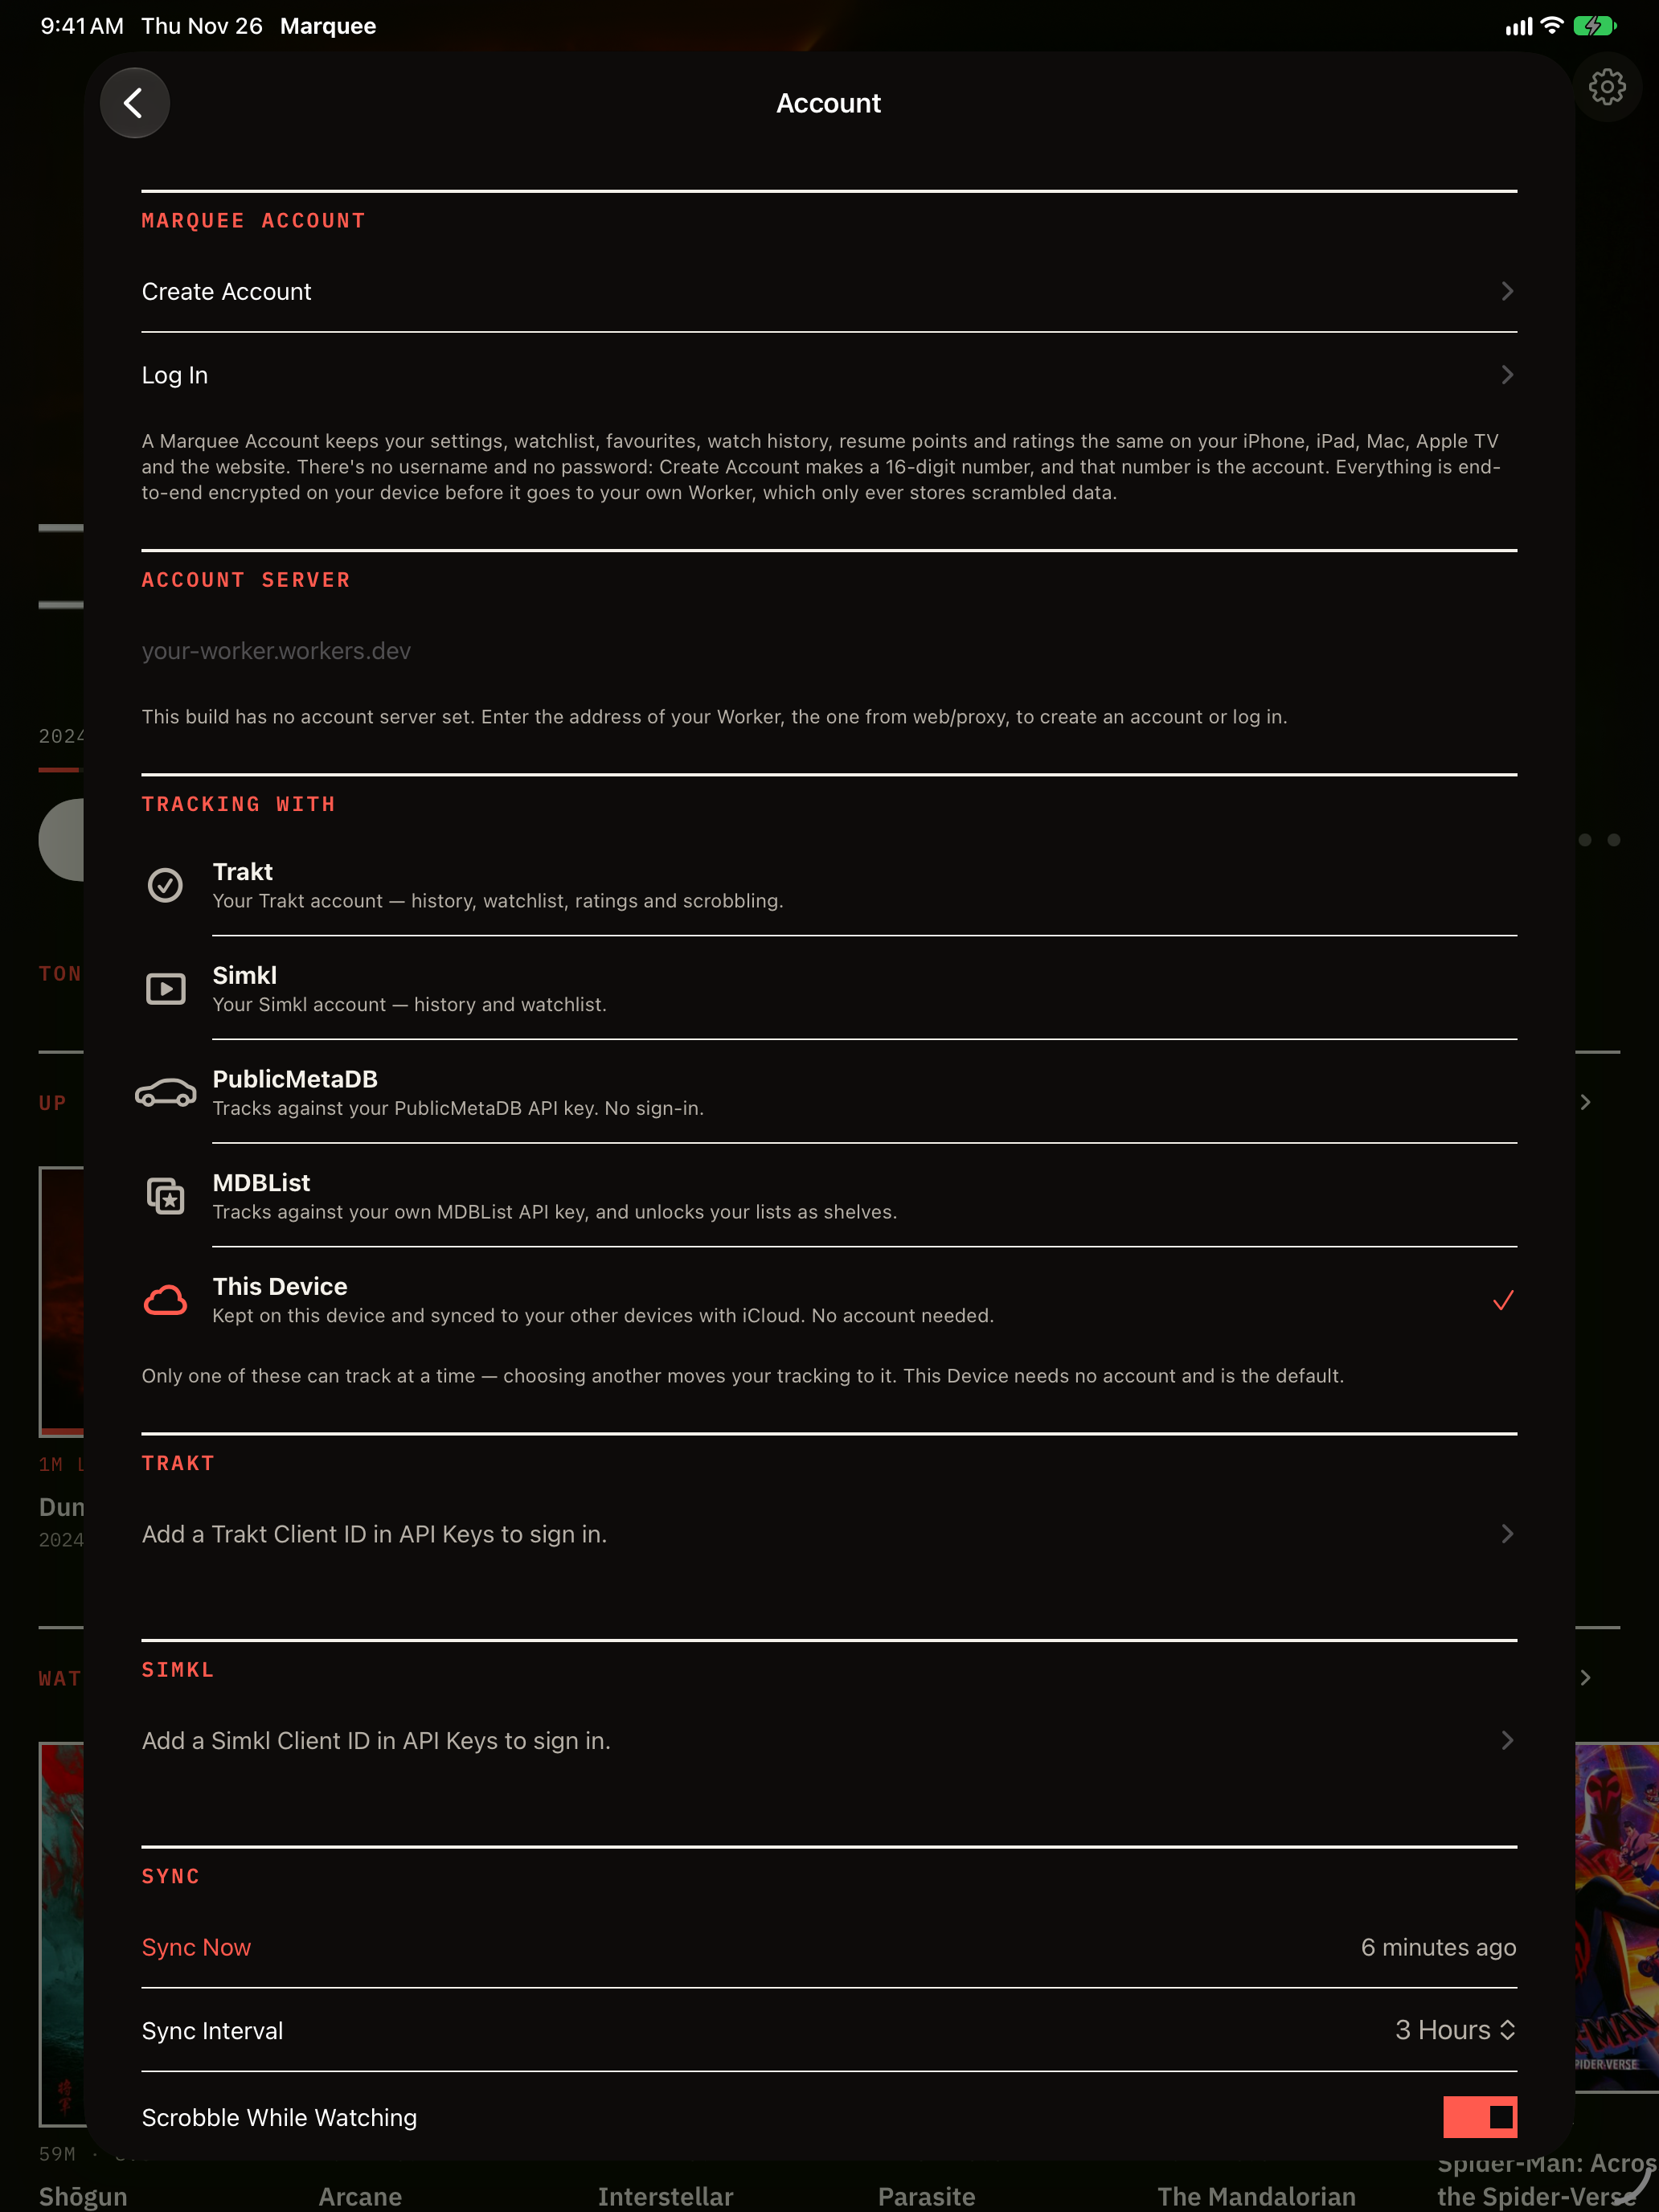 9:41 AM Thu Nov 26 Marquee
Account
MARQUEE ACCOUNT
Create Account
Log In
A Marquee Account keeps your settings, watchlist, favourites, watch history, resume points and ratings the same on your iPhone, iPad, Mac, Apple TV
and the website. There's no username and no password: Create Account makes a 16-digit number, and that number is the account. Everything is end-
to-end encrypted on your device before it goes to your own Worker, which only ever stores scrambled data.
ACCOUNT SERVER
your-worker.workers.dev
This build has no account server set. Enter the address of your Worker, the one from web/proxy, to create an account or log in.
2024
TRACKING WITH
Trakt
Your Trakt account — history, watchlist, ratings and scrobbling.
TON
Simkl
Your Simkl account — history and watchlist.
UP
PublicMetaDB
Tracks against your PublicMetaDB API key. No sign-in.
MDBList
Tracks against your own MDBList API key, and unlocks your lists as shelves.
This Device
Kept on this device and synced to your other devices with iCloud. No account needed.
Only one of these can track at a time — choosing another moves your tracking to it. This Device needs no account and is the default.
TRAKT
1M L
Dun
2024
Add a Trakt Client ID in API Keys to sign in.
SIMKL
WAT
Add a Simkl Client ID in API Keys to sign in.
SYNC
Sync Now 6 minutes ago
Sync Interval 3 Hours
Scrobble While Watching
PIDER-VERSE
将軍
59M ·
Shōgun
Arcane
Interstellar
Parasite
The Mandalorian
Spider-Man: Acros
the Spider-Verse